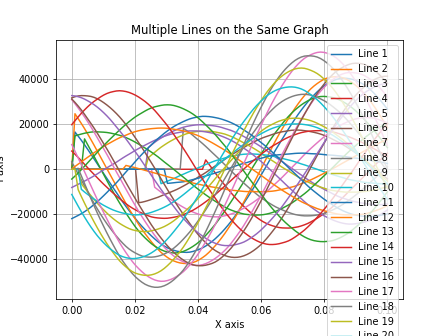 Multiple Lines on the Same Graph
40000
20000
0
−20000
−40000
0.00
0.02
0.04
0.06
0.08
X axis
Line 1
Line 2
Line 3
Line 4
Line 5
Line 6
Line 7
Line 8
Line 9
Line 10
Line 11
Line 12
Line 13
Line 14
Line 15
Line 16
Line 17
Line 18
Line 19
Line 20